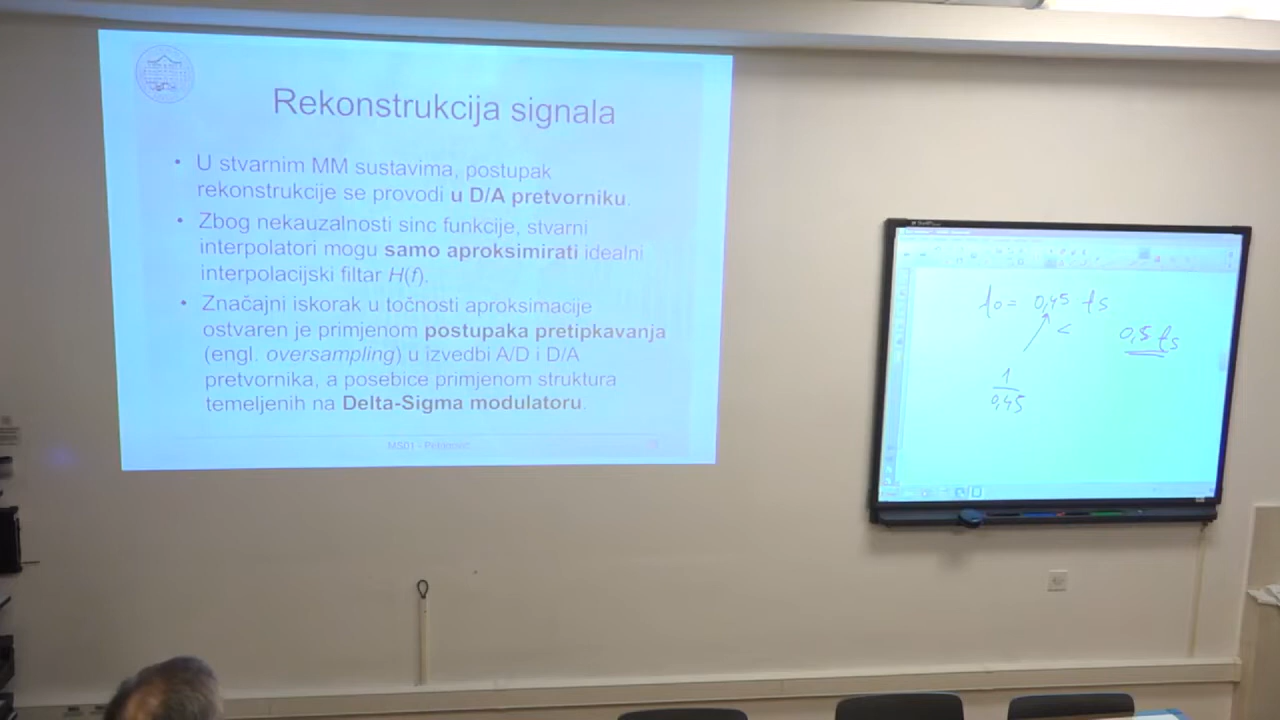 Rekonstrukcija signala
• U stvarnim MM sustavima, postupak
rekonstrukcije se provodi u D/A pretvorniku.
• Zbog nekauzalnosti sinc funkcije, stvarni
interpolatori mogu samo aproksimirati idealni
interpolacijski filtar H(f).
• Značajni iskorak u točnosti aproksimacije
ostvaren je primjenom postupaka pretipkavanja
(engl. oversampling) u izvedbi A/D i D/A
pretvornika, a posebice primjenom struktura
temeljenih na Delta-Sigma modulatoru.
f0 = 0,45 fs
<
0,5 fs
1
0,45